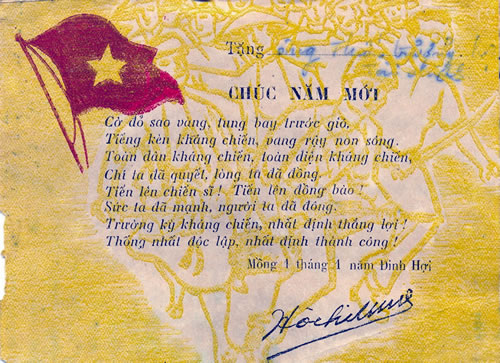 Tặng ông
CHÚC NĂM MỚI
Cờ đỏ sao vàng, tung bay trước gió,
Tiếng kèn kháng chiến, vang rậy non sông.
Toàn dân kháng chiến, toàn diện kháng chiến,
Chí ta đã quyết, lòng ta đã đồng.
Tiến lên chiến sĩ ! Tiến lên đồng bào !
Sức ta đã mạnh, người ta đã đông.
Trường kỳ kháng chiến, nhất định thắng lợi !
Thống nhất độc lập, nhất định thành công !
Mồng 1 tháng 1 năm Đinh Hợi
Hồchíminh